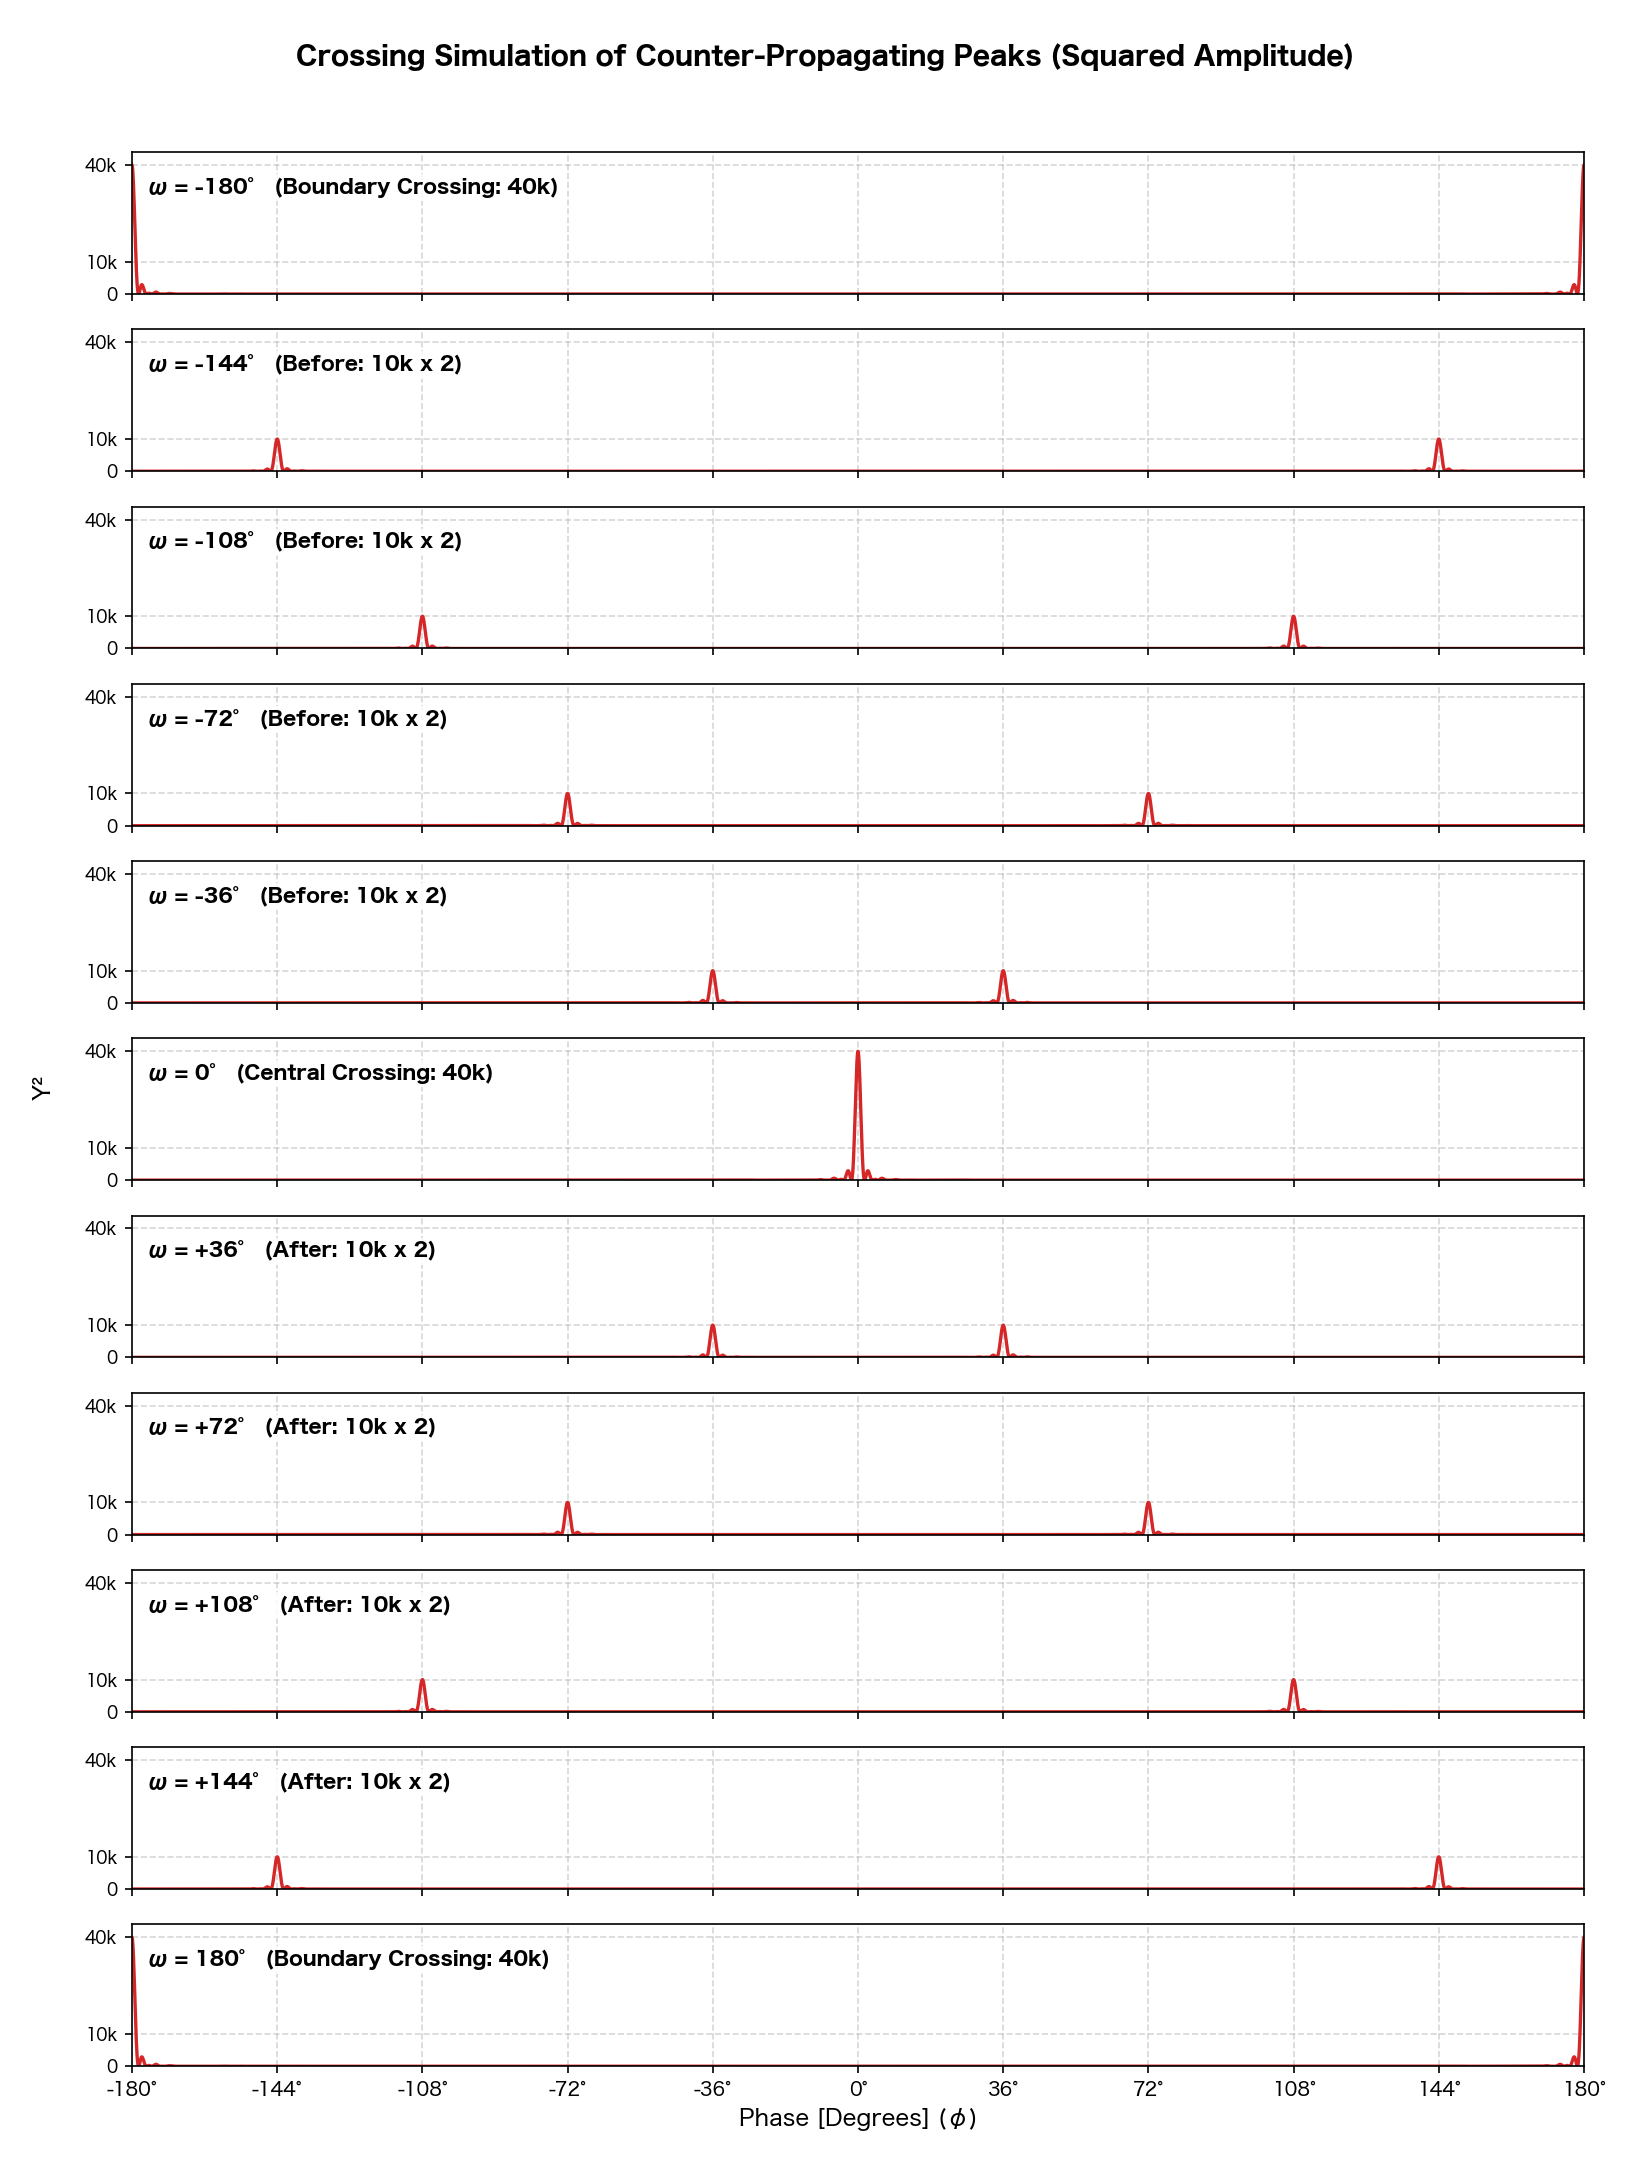 Crossing Simulation of Counter-Propagating Peaks (Squared Amplitude)
40k
ω = -180° (Boundary Crossing: 40k)
10k
0
40k
ω = -144° (Before: 10k x 2)
10k
0
40k
ω = -108° (Before: 10k x 2)
10k
0
40k
ω = -72° (Before: 10k x 2)
10k
0
40k
ω = -36° (Before: 10k x 2)
10k
0
Y²
40k
ω = 0° (Central Crossing: 40k)
10k
0
40k
ω = +36° (After: 10k x 2)
10k
0
40k
ω = +72° (After: 10k x 2)
10k
0
40k
ω = +108° (After: 10k x 2)
10k
0
40k
ω = +144° (After: 10k x 2)
10k
0
40k
ω = 180° (Boundary Crossing: 40k)
10k
0
-180° -144° -108° -72° -36° 0° 36° 72° 108° 144° 180°
Phase [Degrees] (ϕ)